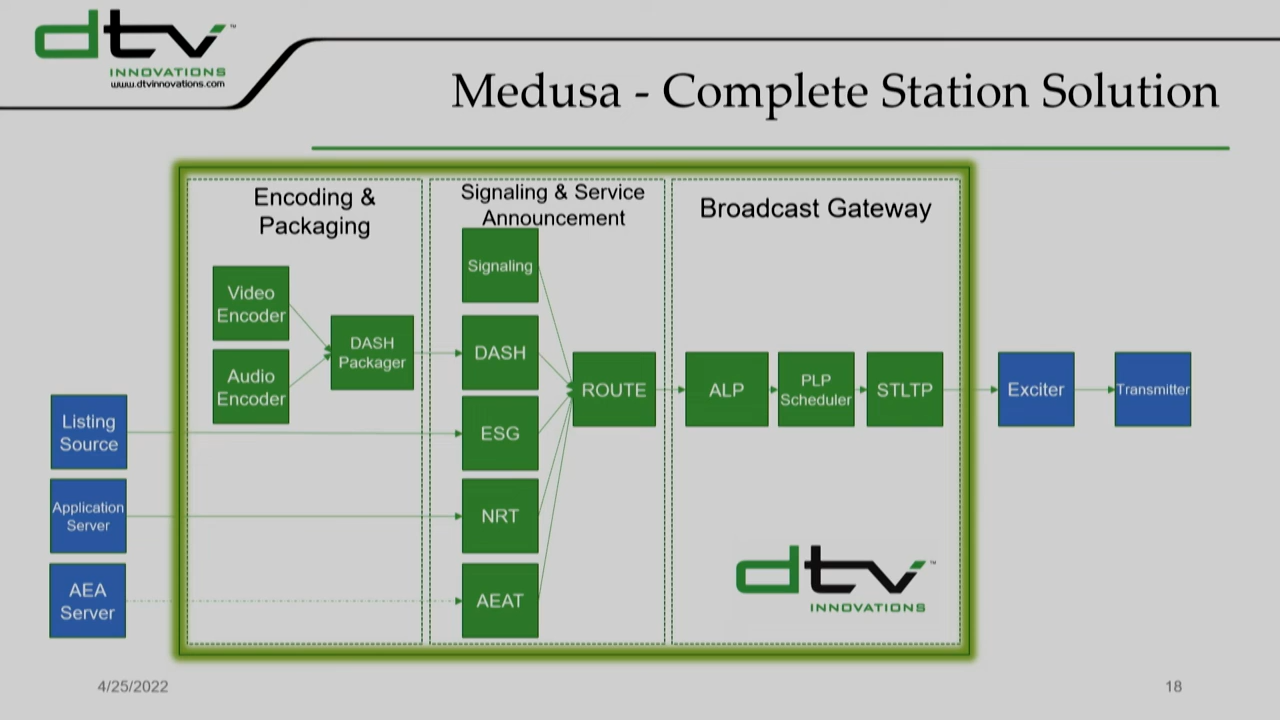 dtv
INNOVATIONS
www.dtvinnovations.com
Medusa - Complete Station Solution
Encoding &
Packaging
Signaling & Service
Announcement
Broadcast Gateway
Video
Encoder
Audio
Encoder
DASH
Packager
Signaling
DASH
ESG
NRT
AEAT
ROUTE
ALP
PLP
Scheduler
STLTP
Exciter
Transmitter
Listing
Source
Application
Server
AEA
Server
dtv
INNOVATIONS
4/25/2022
18